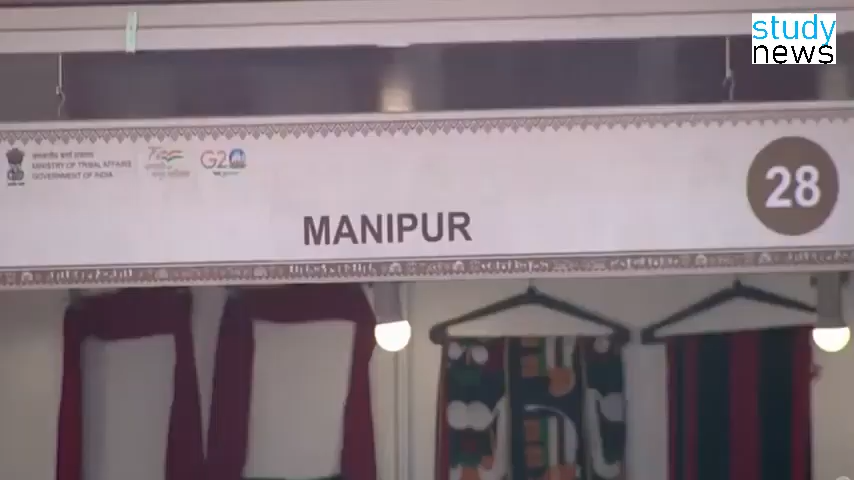 study
news
MINISTRY OF TRIBAL AFFAIRS
GOVERNMENT OF INDIA
G20
MANIPUR
28